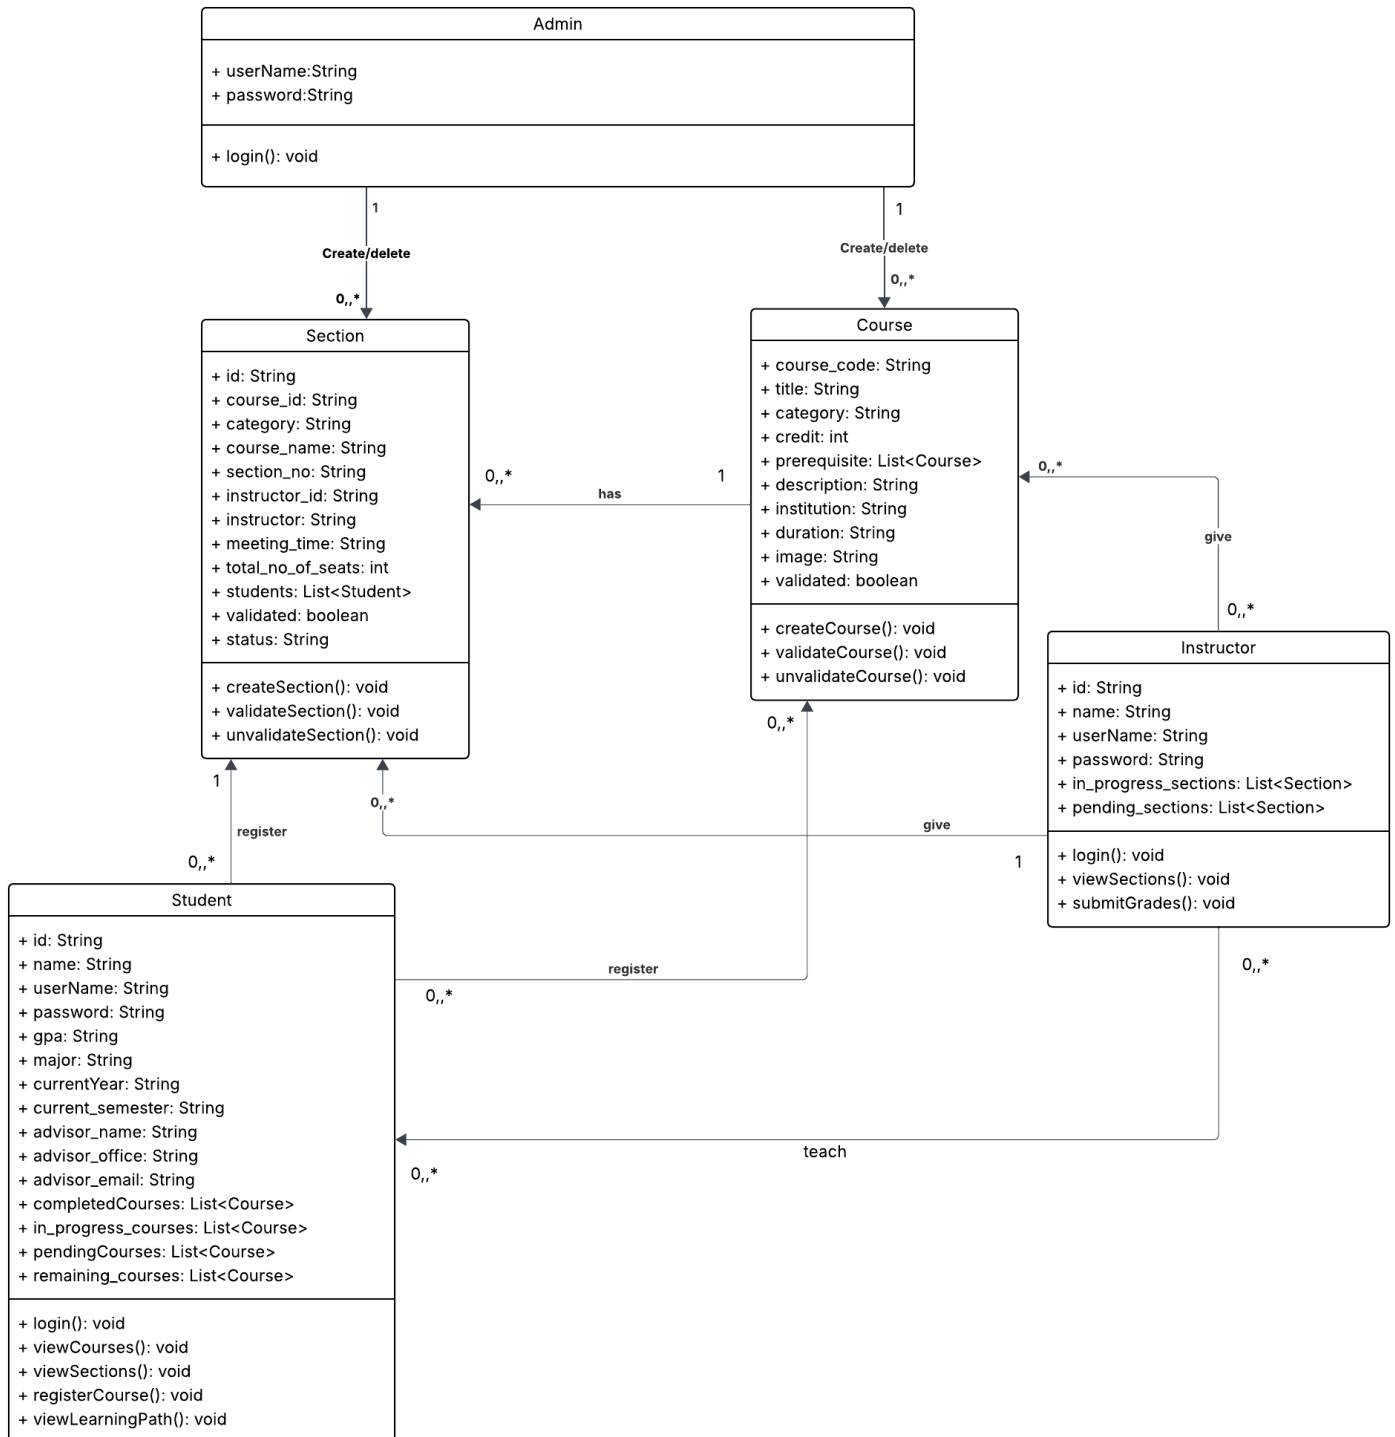 Admin
+ userName:String
+ password:String
+ login(): void
1
Create/delete
0,,*
1
Create/delete
0,,*
Section
+ id: String
+ course_id: String
+ category: String
+ course_name: String
+ section_no: String
+ instructor_id: String
+ instructor: String
+ meeting_time: String
+ total_no_of_seats: int
+ students: List<Student>
+ validated: boolean
+ status: String
+ createSection(): void
+ validateSection(): void
+ unvalidateSection(): void
0,,*
has
1
Course
+ course_code: String
+ title: String
+ category: String
+ credit: int
+ prerequisite: List<Course>
+ description: String
+ institution: String
+ duration: String
+ image: String
+ validated: boolean
+ createCourse(): void
+ validateCourse(): void
+ unvalidateCourse(): void
0,,*
give
0,,*
Instructor
+ id: String
+ name: String
+ userName: String
+ password: String
+ in_progress_sections: List<Section>
+ pending_sections: List<Section>
+ login(): void
+ viewSections(): void
+ submitGrades(): void
1
register
0,,*
0,,*
give
1
0,,*
register
0,,*
0,,*
teach
0,,*
Student
+ id: String
+ name: String
+ userName: String
+ password: String
+ gpa: String
+ major: String
+ currentYear: String
+ current_semester: String
+ advisor_name: String
+ advisor_office: String
+ advisor_email: String
+ completedCourses: List<Course>
+ in_progress_courses: List<Course>
+ pendingCourses: List<Course>
+ remaining_courses: List<Course>
+ login(): void
+ viewCourses(): void
+ viewSections(): void
+ registerCourse(): void
+ viewLearningPath(): void